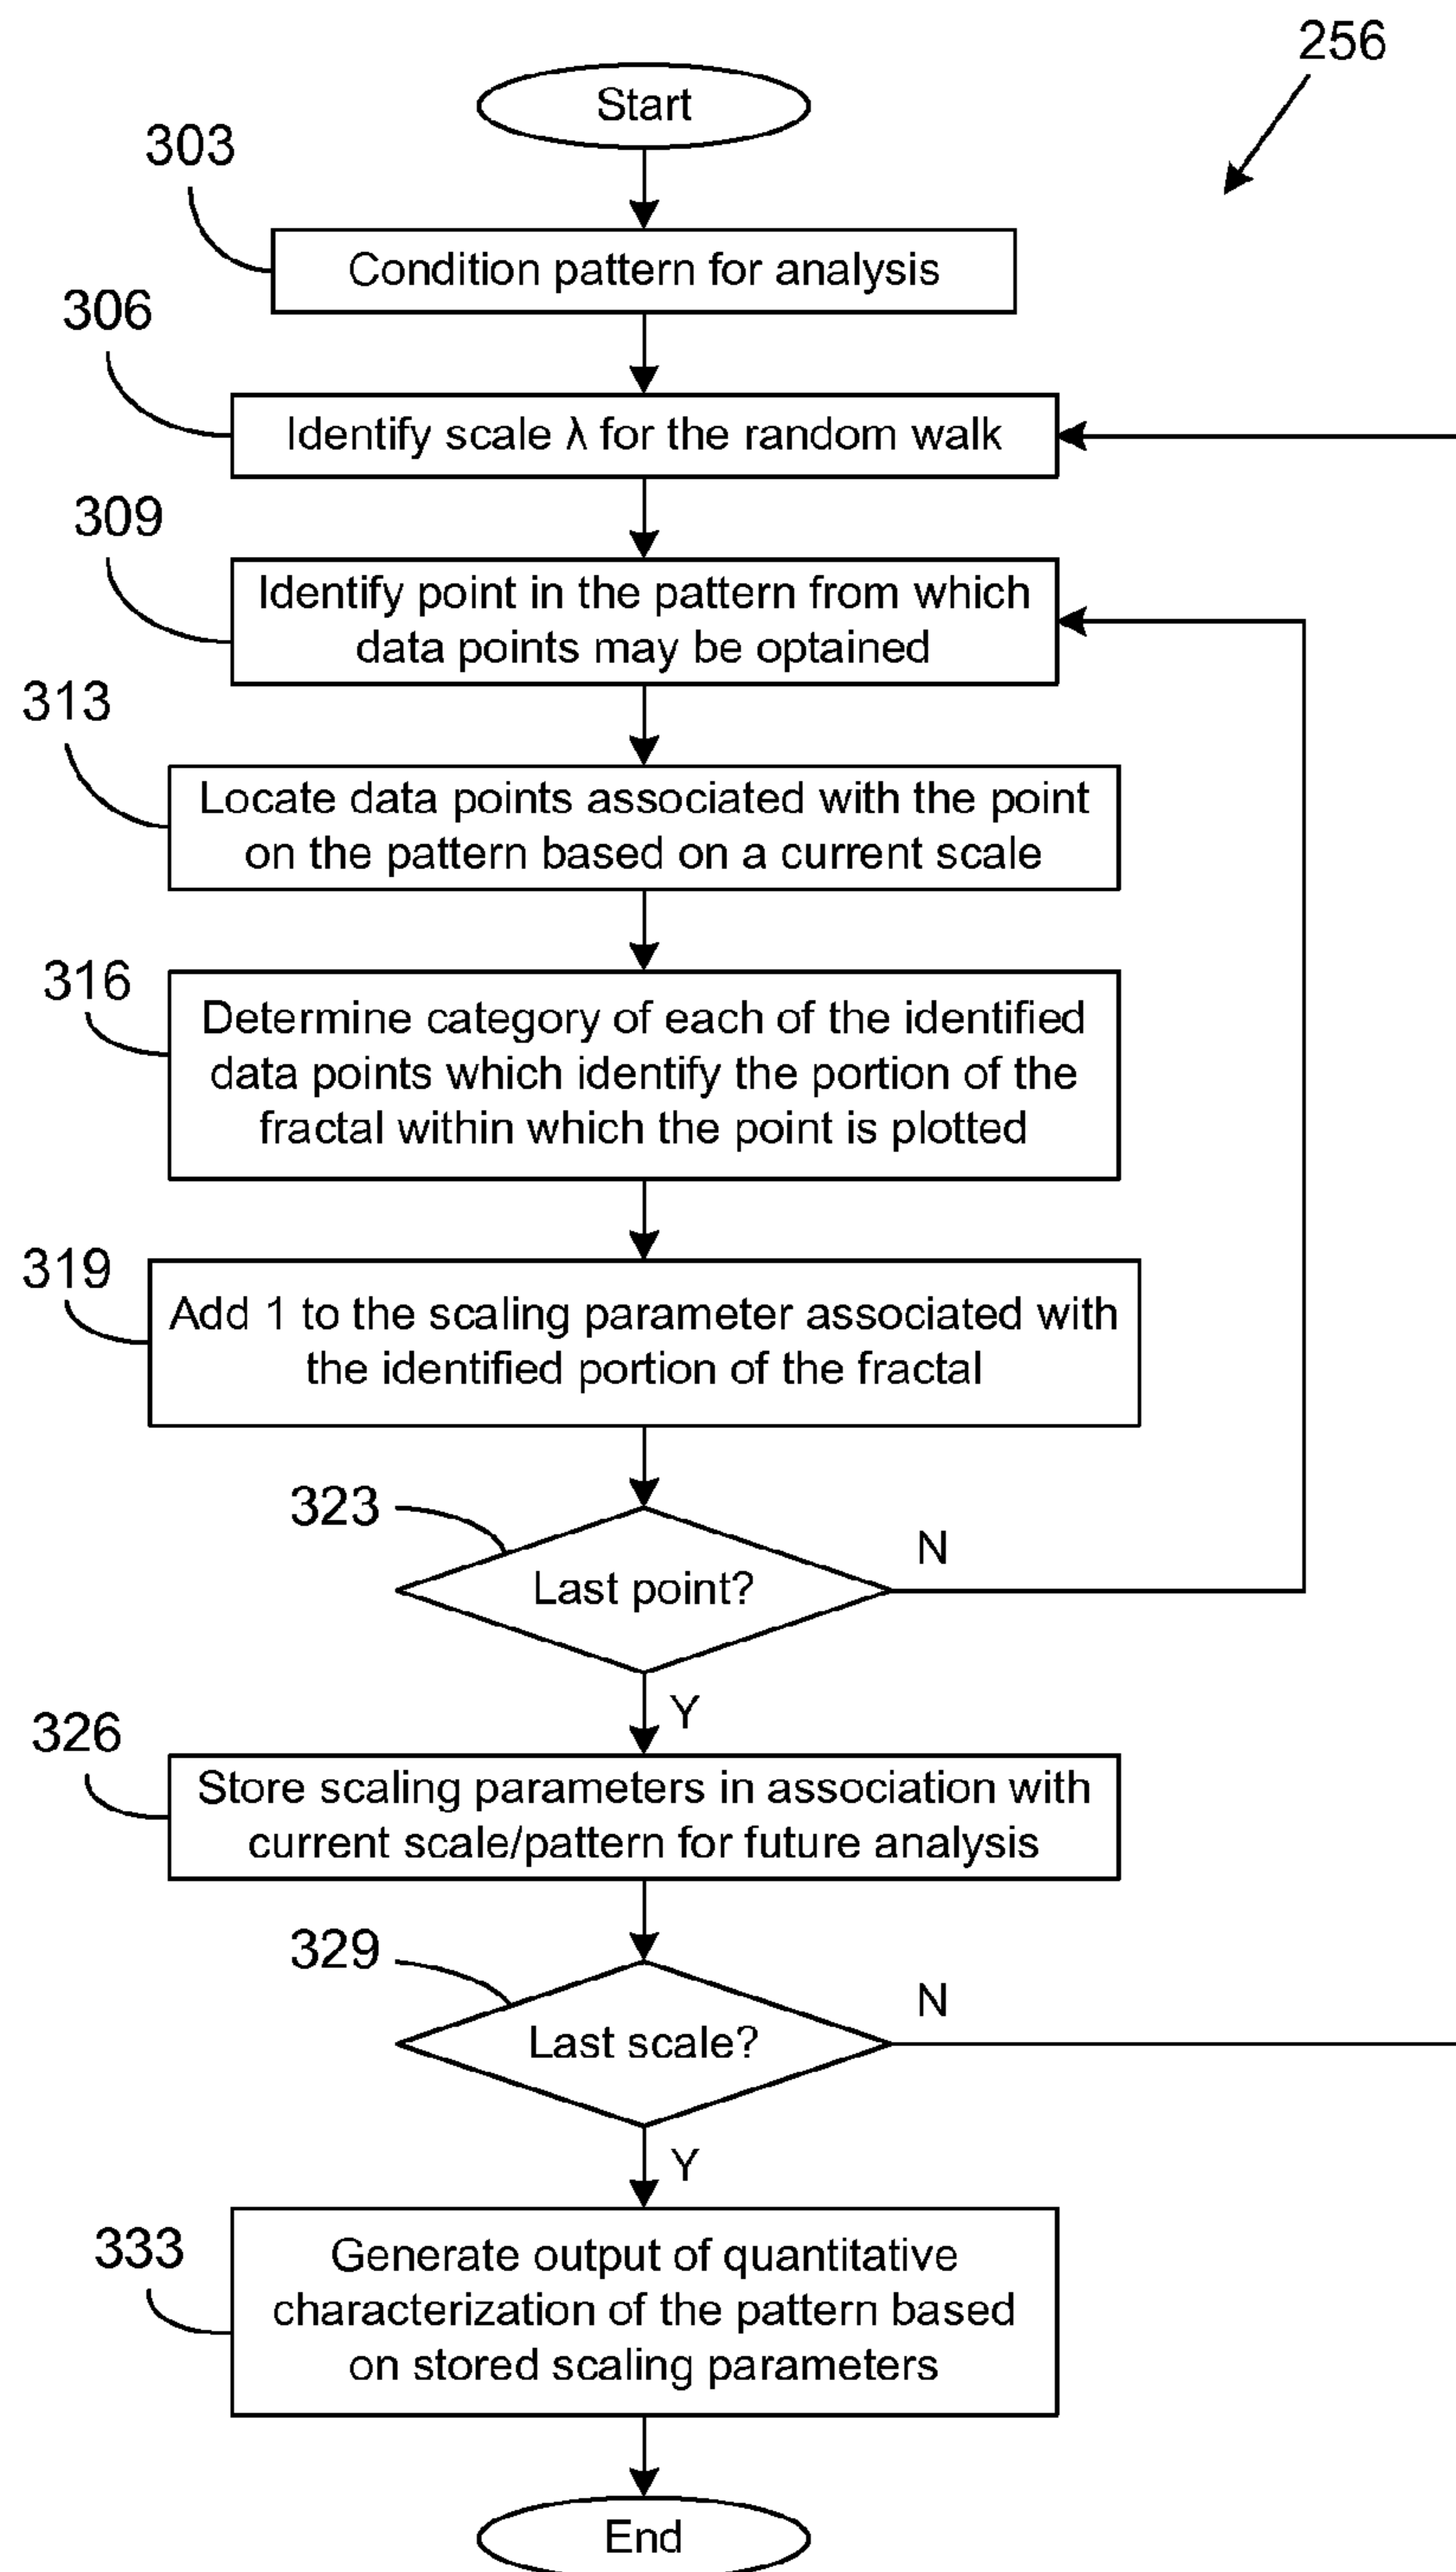 256
Start
303
Condition pattern for analysis
306
Identify scale λ for the random walk
309
Identify point in the pattern from which
data points may be optained
313
Locate data points associated with the point
on the pattern based on a current scale
316
Determine category of each of the identified
data points which identify the portion of the
fractal within which the point is plotted
319
Add 1 to the scaling parameter associated with
the identified portion of the fractal
323
Last point?
N
Y
326
Store scaling parameters in association with
current scale/pattern for future analysis
329
Last scale?
N
Y
333
Generate output of quantitative
characterization of the pattern based
on stored scaling parameters
End